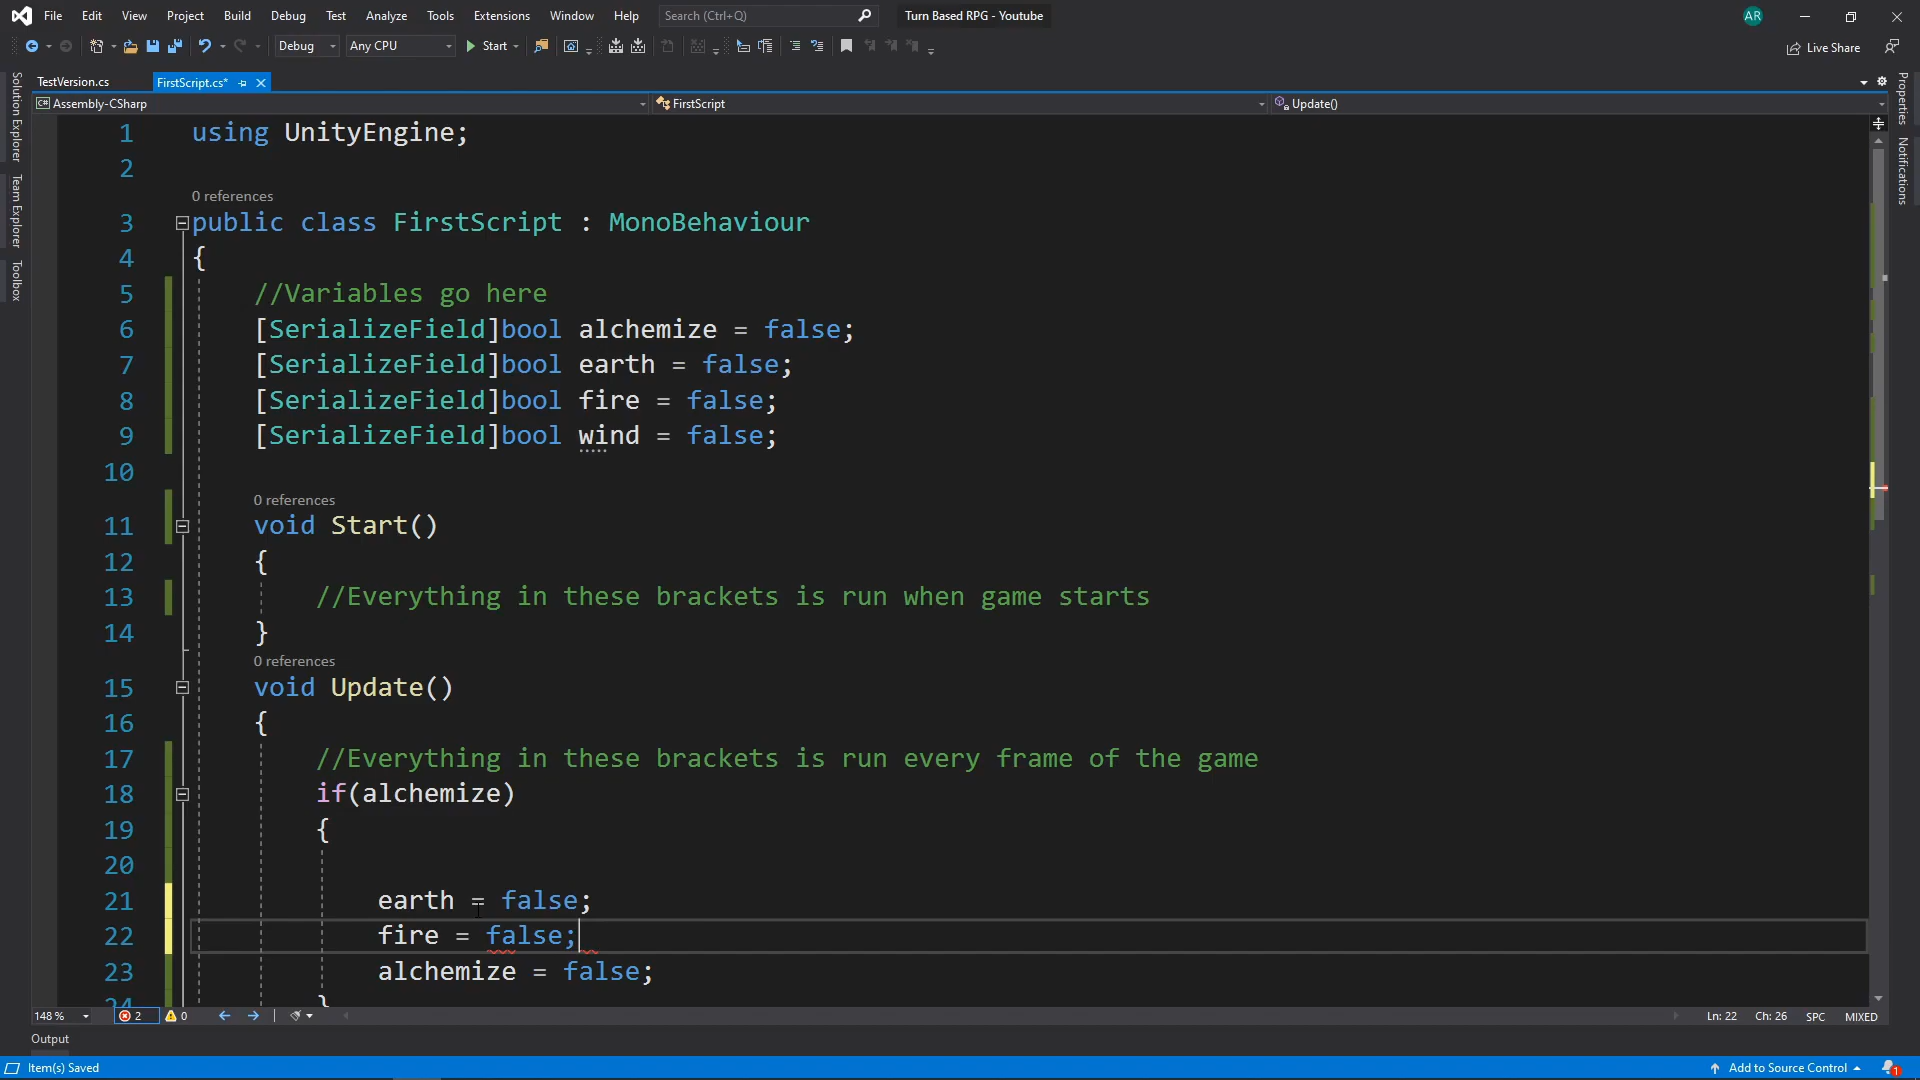 File Edit View Project Build Debug Test Analyze Tools Extensions Window Help Search (Ctrl+Q) Turn Based RPG - Youtube AR
Debug Any CPU Start Live Share
TestVersion.cs FirstScript.cs*
Assembly-CSharp FirstScript Update()
Solution Explorer
Team Explorer
Toolbox
Properties
Notifications
1 using UnityEngine;
2
0 references
3 public class FirstScript : MonoBehaviour
4 {
5 //Variables go here
6 [SerializeField]bool alchemize = false;
7 [SerializeField]bool earth = false;
8 [SerializeField]bool fire = false;
9 [SerializeField]bool wind = false;
10
0 references
11 void Start()
12 {
13 //Everything in these brackets is run when game starts
14 }
0 references
15 void Update()
16 {
17 //Everything in these brackets is run every frame of the game
18 if(alchemize)
19 {
20
21 earth = false;
22 fire = false;
23 alchemize = false;
24 }
148 % 2 0 Ln: 22 Ch: 26 SPC MIXED
Output
Item(s) Saved Add to Source Control 1